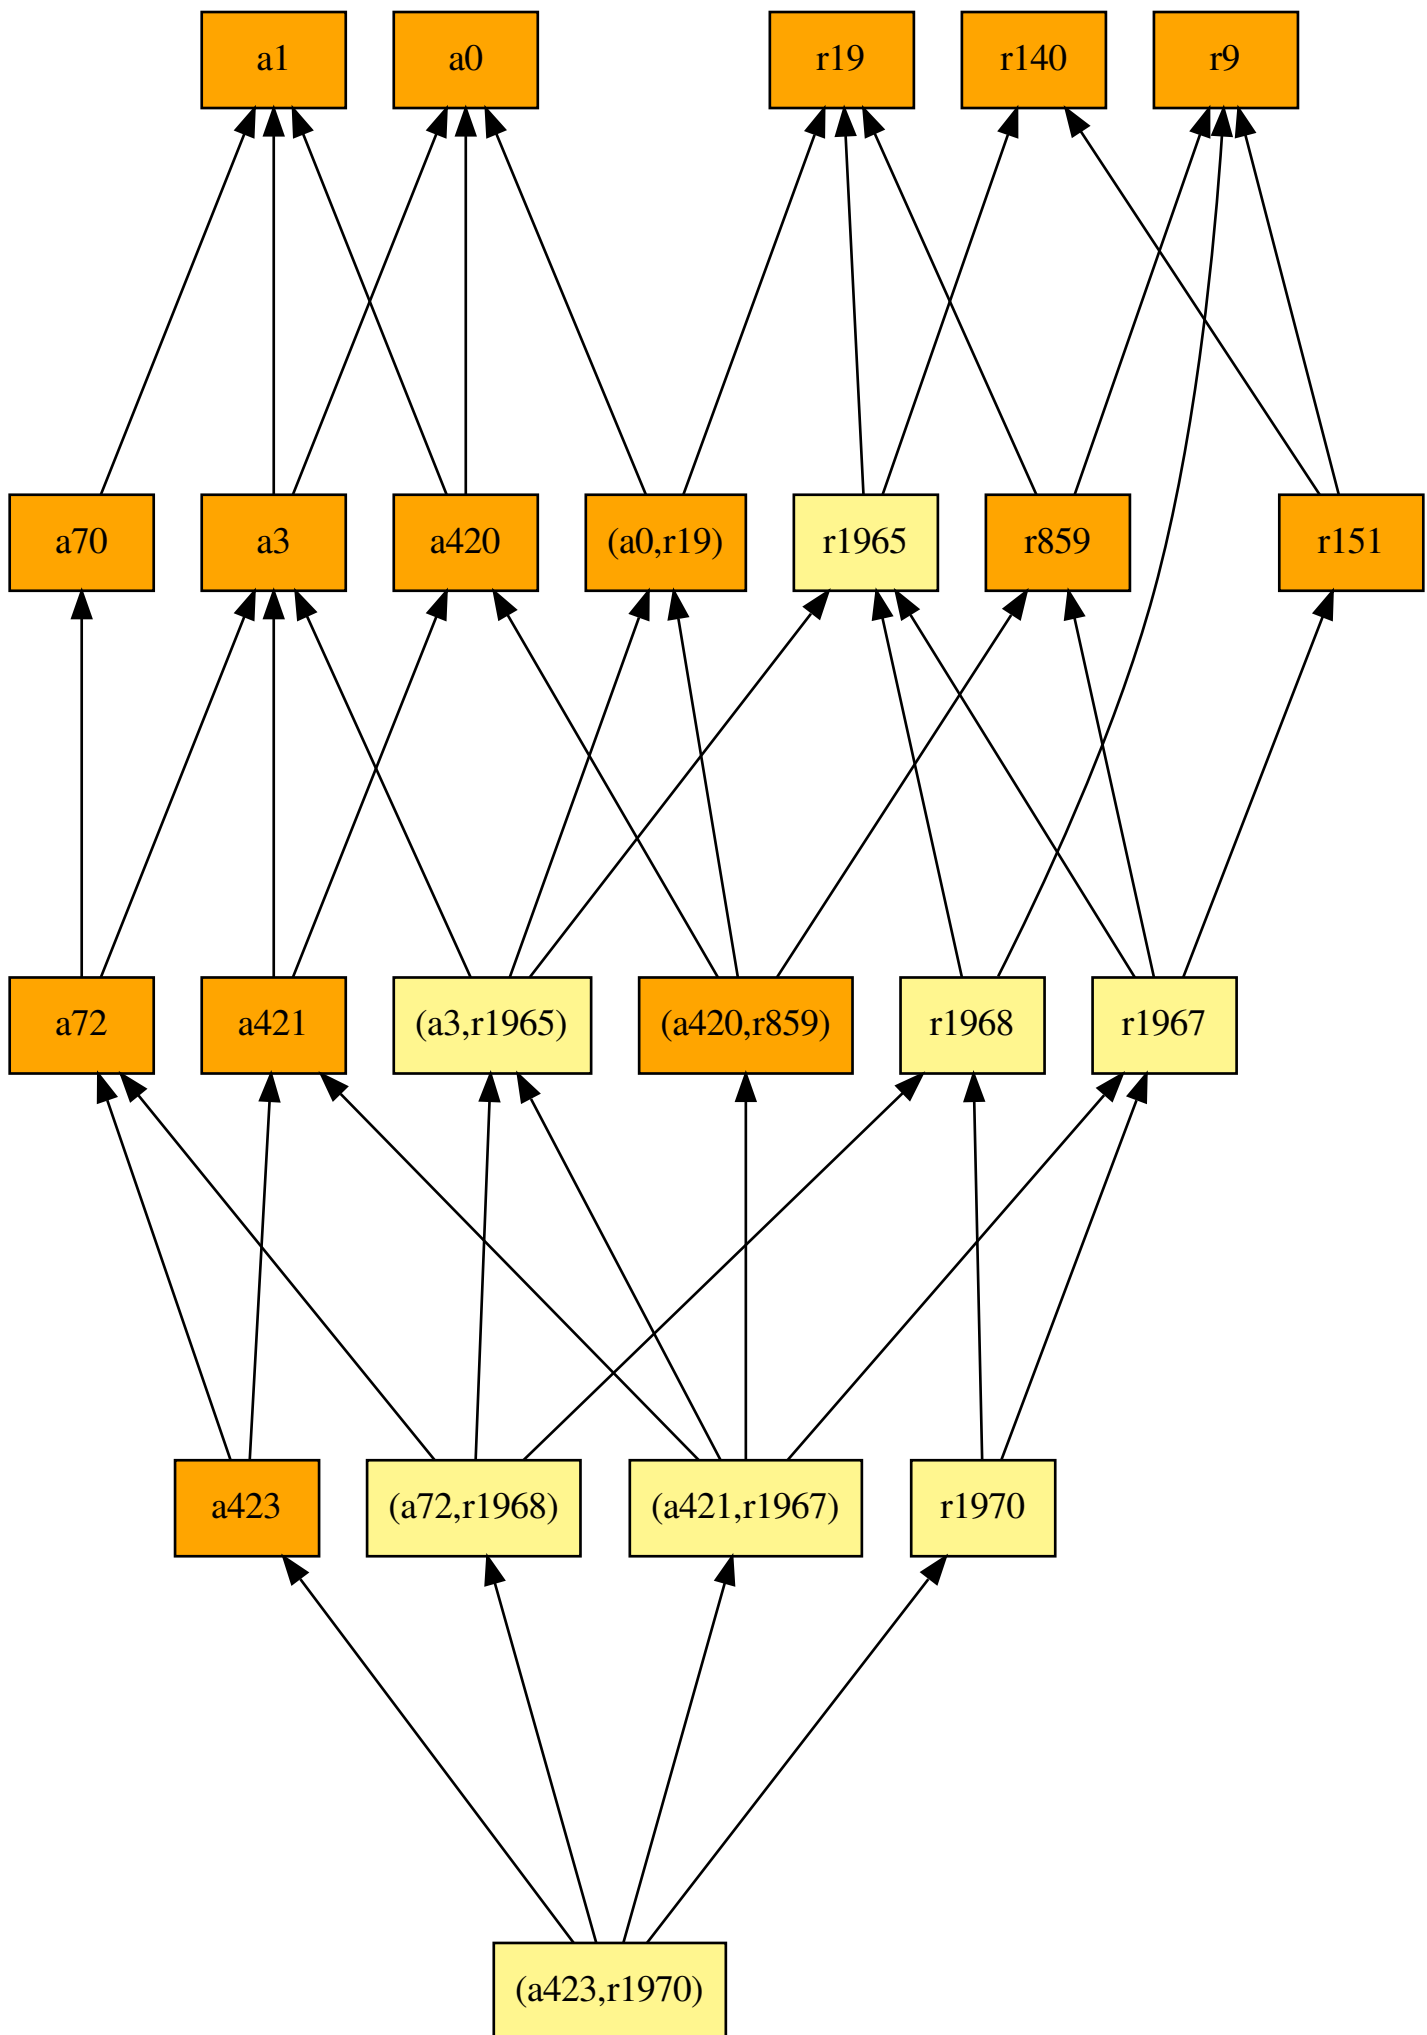 a1
a0
r19
r140
r9
a70
a3
a420
(a0,r19)
r1965
r859
r151
a72
a421
(a3,r1965)
(a420,r859)
r1968
r1967
a423
(a72,r1968)
(a421,r1967)
r1970
(a423,r1970)